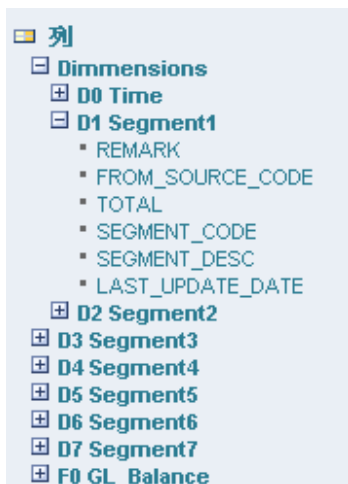 列
Dimmensions
D0 Time
D1 Segment1
REMARK
FROM_SOURCE_CODE
TOTAL
SEGMENT_CODE
SEGMENT_DESC
LAST_UPDATE_DATE
D2 Segment2
D3 Segment3
D4 Segment4
D5 Segment5
D6 Segment6
D7 Segment7
F0 GL_Balance